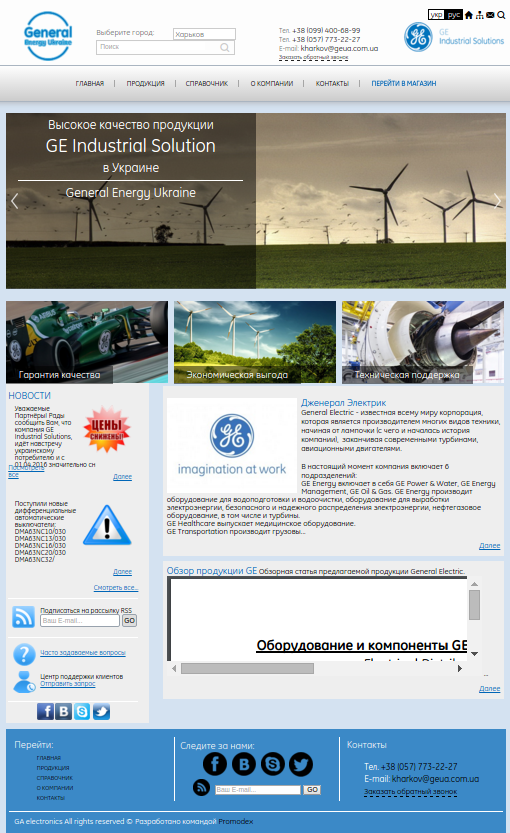 General
Energy Ukraine
Выберите город: Харьков
Поиск
Тел. +38 (099) 400-68-99
Тел. +38 (057) 773-22-27
E-mail: kharkov@geua.com.ua
Заказать обратный звонок
укр рус
GE
Industrial Solutions
ГЛАВНАЯ | ПРОДУКЦИЯ | СПРАВОЧНИК | О КОМПАНИИ | КОНТАКТЫ | ПЕРЕЙТИ В МАГАЗИН
Высокое качество продукции
GE Industrial Solution
в Украине
General Energy Ukraine
Гарантия качества
Экономическая выгода
Техническая поддержка
НОВОСТИ
Уважаемые
Партнёры! Рады
сообщить Вам, что
компания GE
Industrial Solutions,
идёт навстречу
украинскому
потребителю и с
01.04.2016 значительно сн
Посмотреть
все
ЦЕНЫ
СНИЖЕНЫ!
Далее
Поступили новые
дифференциальные
автоматические
выключатели:
DMA63NC10/030
DMA63NC13/030
DMA63NC16/030
DMA63NC20/030
DMA63NC32/
Далее
Смотреть все...
Подписаться на рассылку RSS
Ваш E-mail... GO
Часто задаваемые вопросы
Центр поддержки клиентов
Отправить запрос
imagination at work
Дженерал Электрик
General Electric - известная всему миру корпорация,
которая является производителем многих видов техники,
начиная от лампочки (с чего и началась история
компании), заканчивая современными турбинами,
авиационными двигателями.
В настоящий момент компания включает 6
подразделений:
GE Energy включает в себя GE Power & Water, GE Energy
Management, GE Oil & Gas. GE Energy производит
оборудование для водоподготовки и водоочистки, оборудование для выработки
электроэнергии, безопасного и надежного распределения электроэнергии, нефтегазовое
оборудование, в том числе и турбины.
GE Healthcare выпускает медицинское оборудование.
GE Transportation производит грузовы...
Далее
Обзор продукции GE Обзорная статья предлагаемой продукции General Electric.
Оборудование и компоненты GE
Далее
Перейти:
ГЛАВНАЯ
ПРОДУКЦИЯ
СПРАВОЧНИК
О КОМПАНИИ
КОНТАКТЫ
Следите за нами:
Ваш E-mail... GO
Контакты
Тел. +38 (057) 773-22-27
E-mail: kharkov@geua.com.ua
Заказать обратный звонок
GA electronics All rights reserved © Разработано командой Promodex